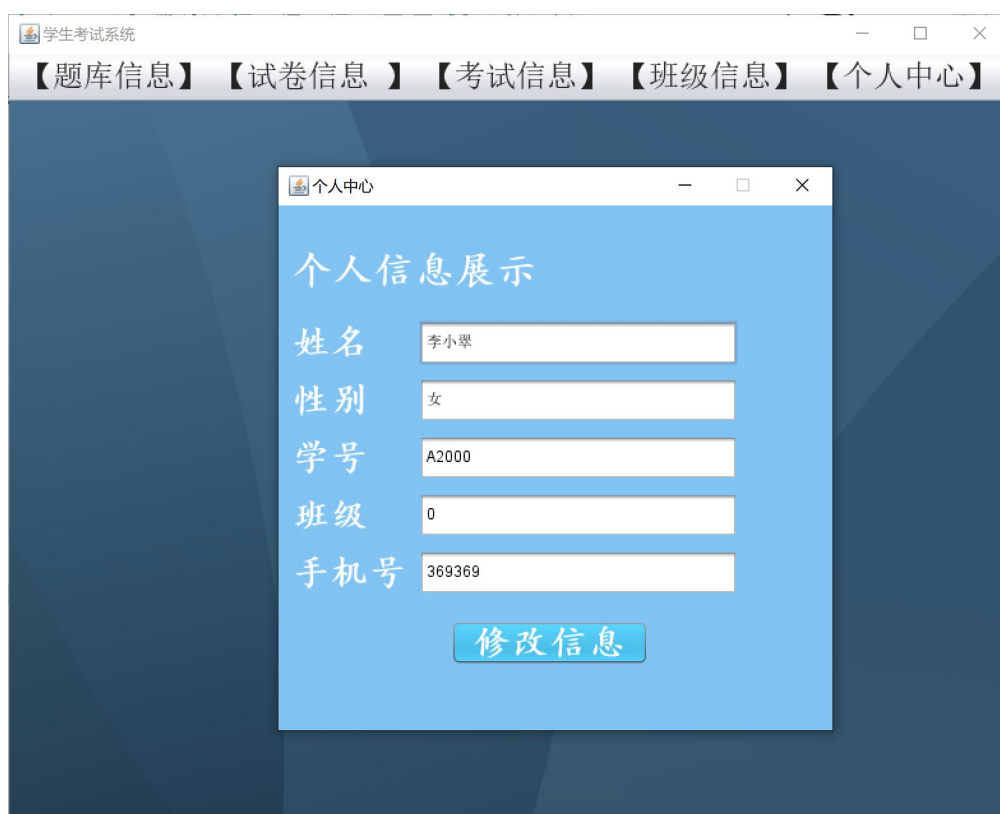 学生考试系统
【题库信息】 【试卷信息 】 【考试信息】 【班级信息】 【个人中心】
个人中心
个人信息展示
姓名 李小翠
性别 女
学号 A2000
班级 0
手机号 369369
修改信息